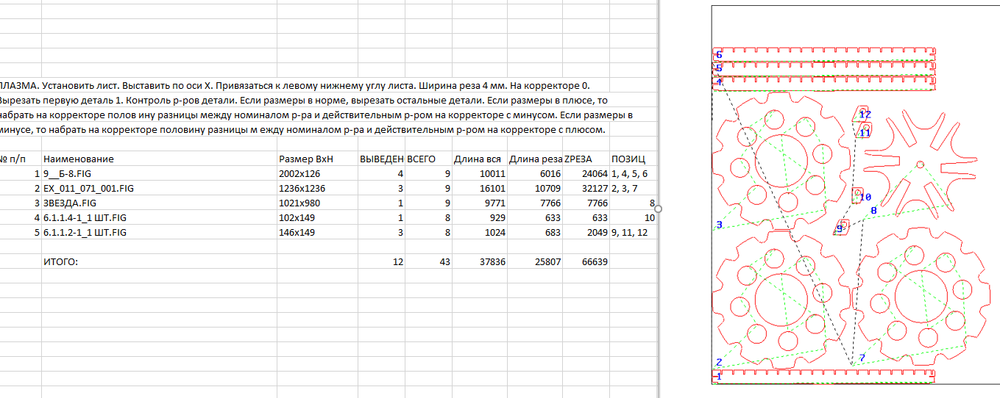 ПЛАЗМА. Установить лист. Выставить по оси X. Привязаться к левому нижнему углу листа. Ширина реза 4 мм. На корректоре 0.
Вырезать первую деталь 1. Контроль р-ров детали. Если размеры в норме, вырезать остальные детали. Если размеры в плюсе, то
набрать на корректоре полов ину разницы между номиналом р-ра и действительным р-ром на корректоре с минусом. Если размеры в
минусе, то набрать на корректоре половину разницы м ежду номиналом р-ра и действительным р-ром на корректоре с плюсом.
№ п/п Наименование Размер ВхН ВЫВЕДЕН ВСЕГО Длина вся Длина реза ZРЕЗА ПОЗИЦ
1 9__Б-8.FIG 2002x126 4 9 10011 6016 24064 1, 4, 5, 6
2 EX_011_071_001.FIG 1236x1236 3 9 16101 10709 32127 2, 3, 7
3 ЗВЕЗДА.FIG 1021x980 1 9 9771 7766 7766 8
4 6.1.1.4-1_1 ШТ.FIG 102x149 1 8 929 633 633 10
5 6.1.1.2-1_1 ШТ.FIG 146x149 3 8 1024 683 2049 9, 11, 12
ИТОГО: 12 43 37836 25807 66639
6
5
4
12
11
10
8
3
9
2
7
1